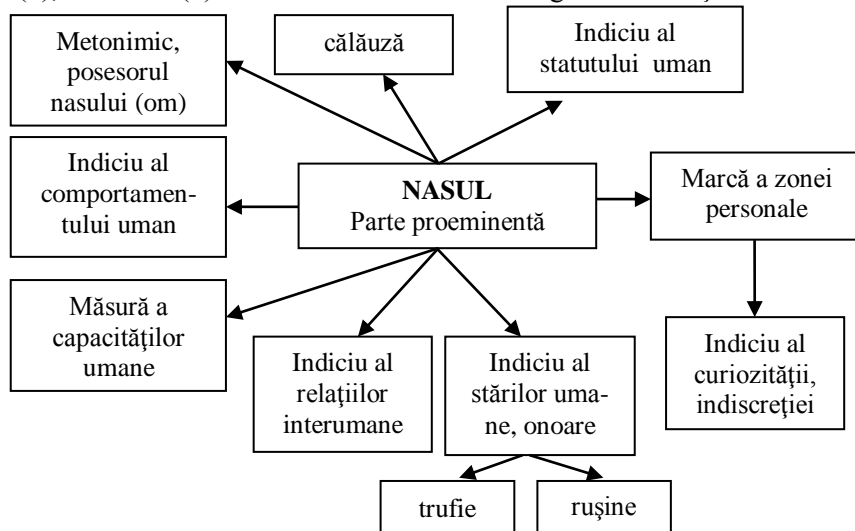 Metonimic,
posesorul
nasului (om)
călăuză
Indiciu al
statutului uman
Indiciu al
comportamen-
tului uman
NASUL
Parte proeminentă
Marcă a zonei
personale
Măsură a
capacităţilor
umane
Indiciu al
relaţiilor
interumane
Indiciu al
stărilor uma-
ne, onoare
Indiciu al
curiozităţii,
indiscreţiei
trufie
ruşine